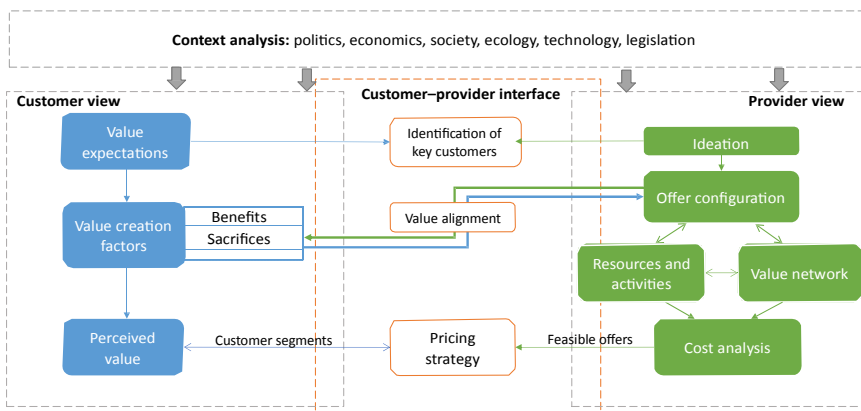 Context analysis: politics, economics, society, ecology, technology, legislation
Customer view
Customer–provider interface
Provider view
Value
expectations
Identification of
key customers
Ideation
Offer configuration
Value creation
factors
Benefits
Sacrifices
Value alignment
Resources and
activities
Value network
Perceived
value
Customer segments
Pricing
strategy
Feasible offers
Cost analysis